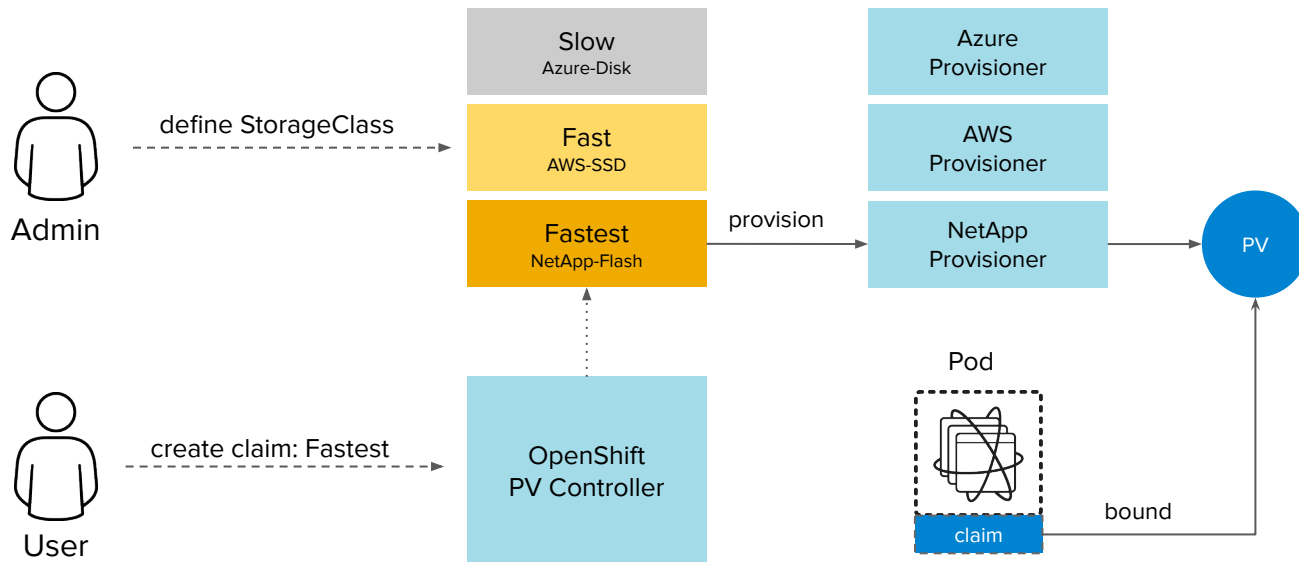 Slow
Azure-Disk
Azure
Provisioner
define StorageClass
Fast
AWS-SSD
AWS
Provisioner
Admin
Fastest
NetApp-Flash
provision
NetApp
Provisioner
PV
Pod
create claim: Fastest
OpenShift
PV Controller
User
claim
bound